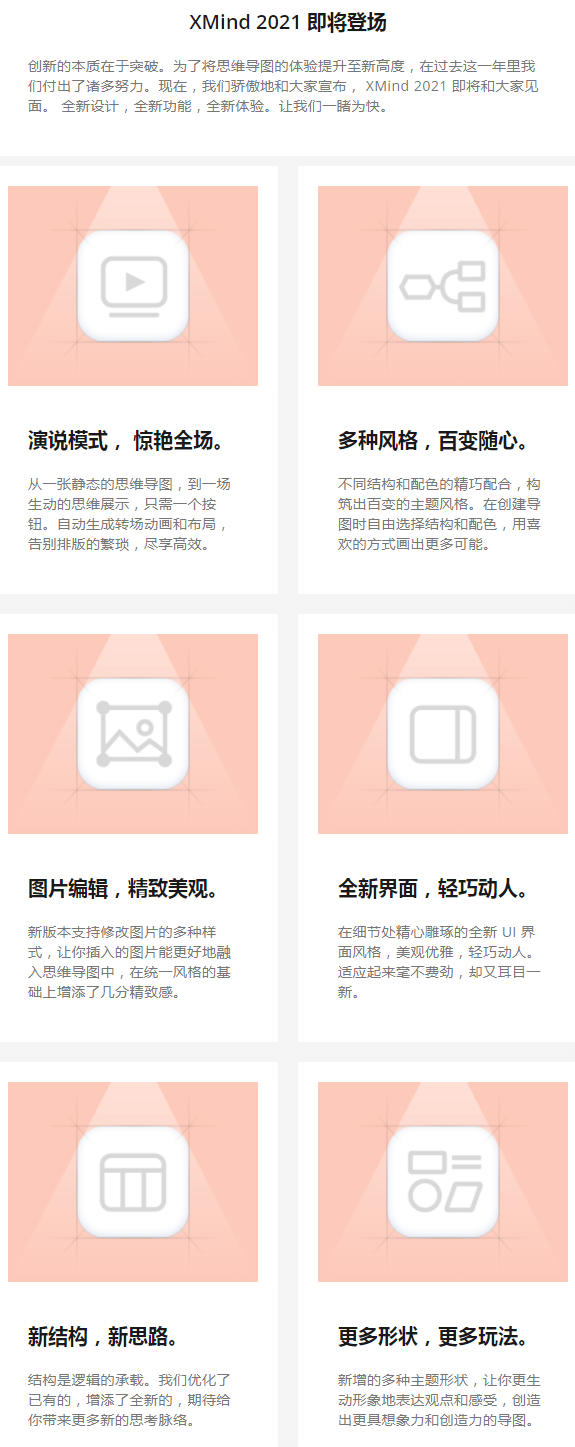 XMind 2021 即将登场
创新的本质在于突破。为了将思维导图的体验提升至新高度，在过去这一年里我
们付出了诸多努力。现在，我们骄傲地和大家宣布， XMind 2021 即将和大家见
面。 全新设计，全新功能，全新体验。让我们一睹为快。
演说模式， 惊艳全场。
从一张静态的思维导图，到一场
生动的思维展示，只需一个按
钮。自动生成转场动画和布局，
告别排版的繁琐，尽享高效。
多种风格，百变随心。
不同结构和配色的精巧配合，构
筑出百变的主题风格。在创建导
图时自由选择结构和配色，用喜
欢的方式画出更多可能。
图片编辑，精致美观。
新版本支持修改图片的多种样
式，让你插入的图片能更好地融
入思维导图中，在统一风格的基
础上增添了几分精致感。
全新界面，轻巧动人。
在细节处精心雕琢的全新 UI 界
面风格，美观优雅，轻巧动人。
适应起来毫不费劲，却又耳目一
新。
新结构，新思路。
结构是逻辑的承载。我们优化了
已有的，增添了全新的，期待给
你带来更多新的思考脉络。
更多形状，更多玩法。
新增的多种主题形状，让你更生
动形象地表达观点和感受，创造
出更具想象力和创造力的导图。